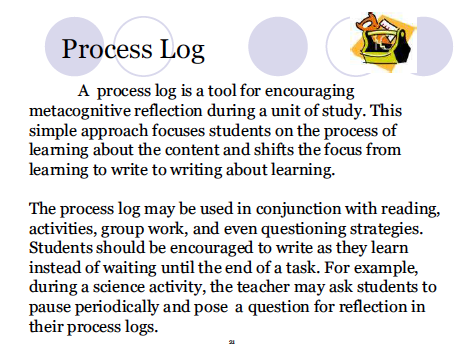 Process Log
A process log is a tool for encouraging
metacognitive reflection during a unit of study. This
simple approach focuses students on the process of
learning about the content and shifts the focus from
learning to write to writing about learning.
The process log may be used in conjunction with reading,
activities, group work, and even questioning strategies.
Students should be encouraged to write as they learn
instead of waiting until the end of a task. For example,
during a science activity, the teacher may ask students to
pause periodically and pose a question for reflection in
their process logs.